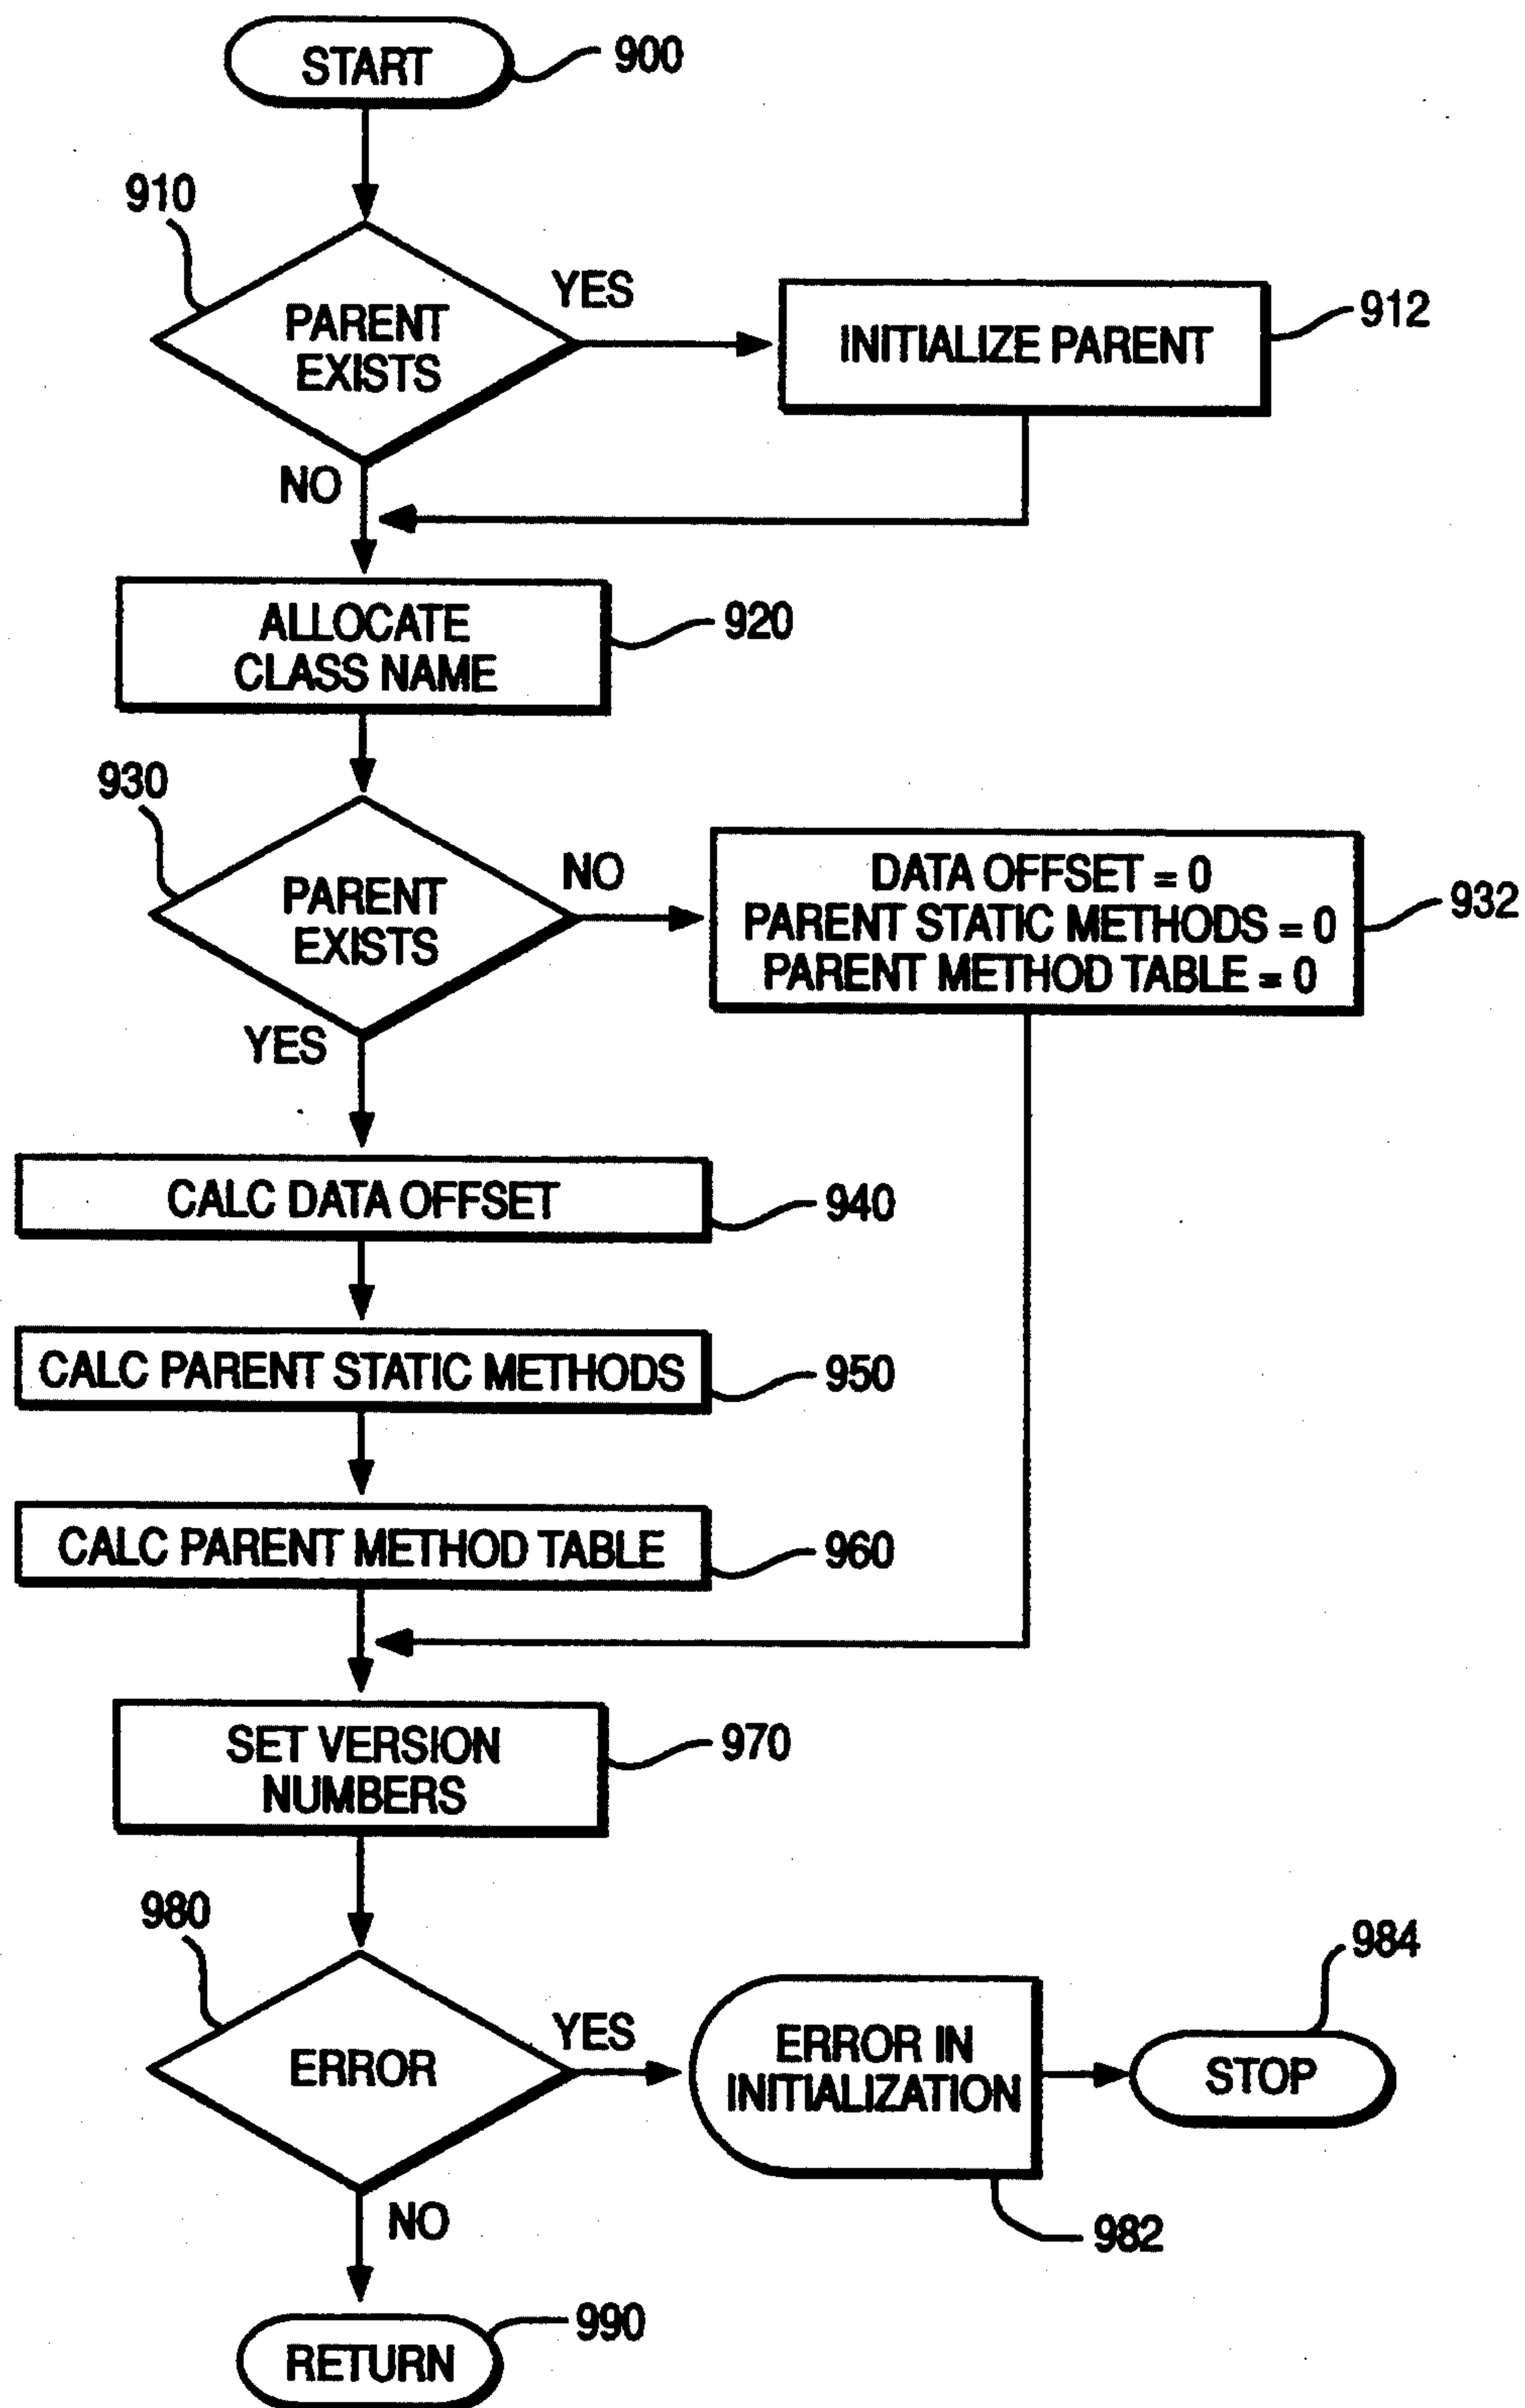 START
900
910
PARENT
EXISTS
YES
INITIALIZE PARENT
912
NO
ALLOCATE
CLASS NAME
920
930
PARENT
EXISTS
NO
DATA OFFSET = 0
PARENT STATIC METHODS = 0
PARENT METHOD TABLE = 0
932
YES
CALC DATA OFFSET
940
CALC PARENT STATIC METHODS
950
CALC PARENT METHOD TABLE
960
SET VERSION
NUMBERS
970
980
ERROR
YES
ERROR IN
INITIALIZATION
982
984
STOP
NO
RETURN
990